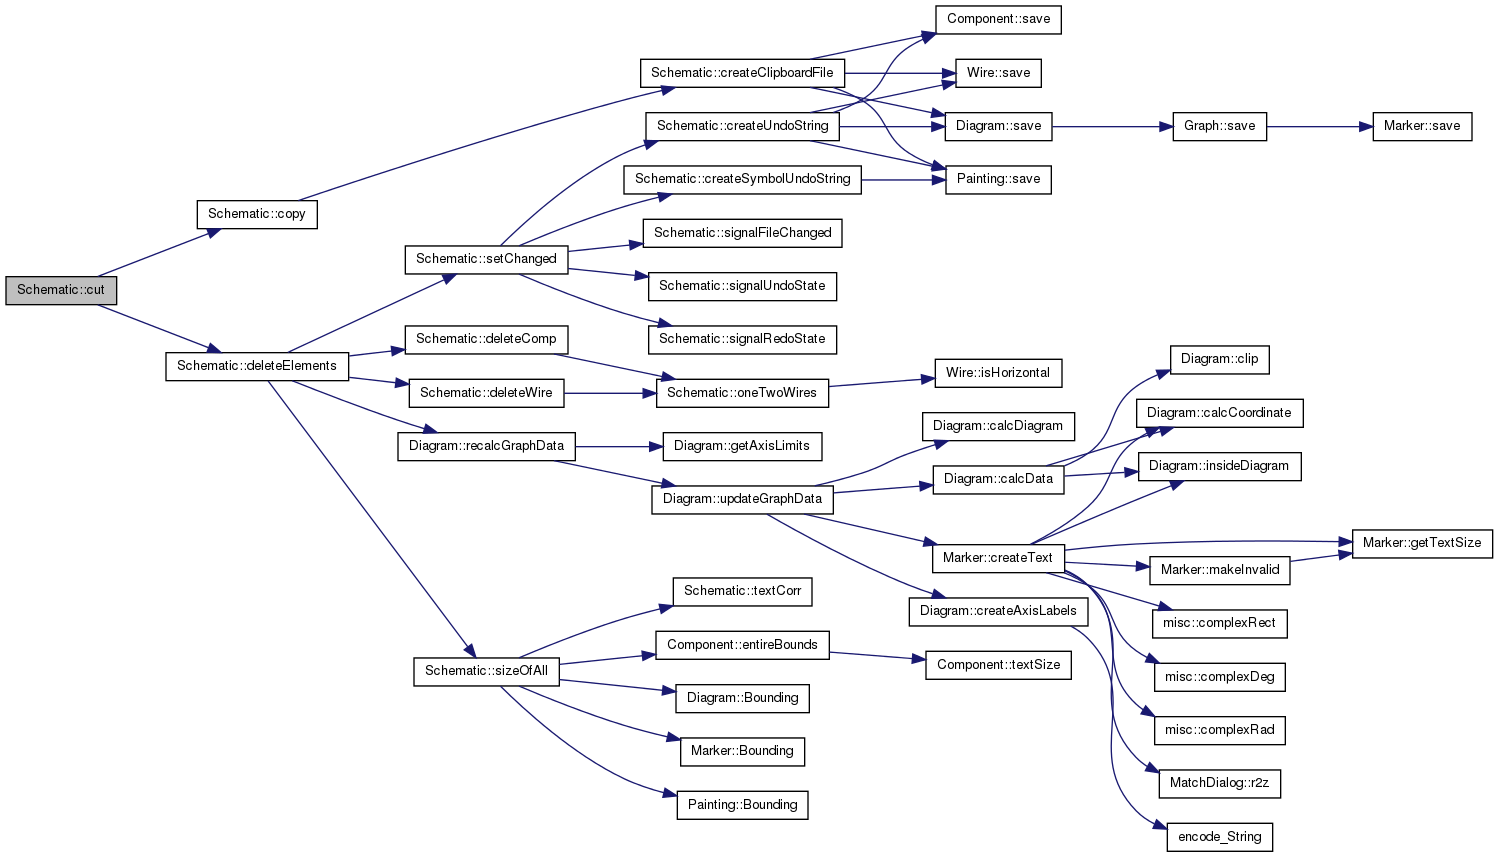 Component::save
Schematic::createClipboardFile
Wire::save
Schematic::createUndoString
Diagram::save
Graph::save
Marker::save
Schematic::createSymbolUndoString
Painting::save
Schematic::copy
Schematic::signalFileChanged
Schematic::setChanged
Schematic::cut
Schematic::signalUndoState
Schematic::deleteComp
Schematic::signalRedoState
Schematic::deleteElements
Diagram::clip
Wire::isHorizontal
Schematic::deleteWire
Schematic::oneTwoWires
Diagram::calcCoordinate
Diagram::calcDiagram
Diagram::recalcGraphData
Diagram::getAxisLimits
Diagram::insideDiagram
Diagram::calcData
Diagram::updateGraphData
Marker::getTextSize
Marker::createText
Marker::makeInvalid
Schematic::textCorr
Diagram::createAxisLabels
misc::complexRect
Component::entireBounds
Component::textSize
Schematic::sizeOfAll
misc::complexDeg
Diagram::Bounding
misc::complexRad
Marker::Bounding
MatchDialog::r2z
Painting::Bounding
encode_String